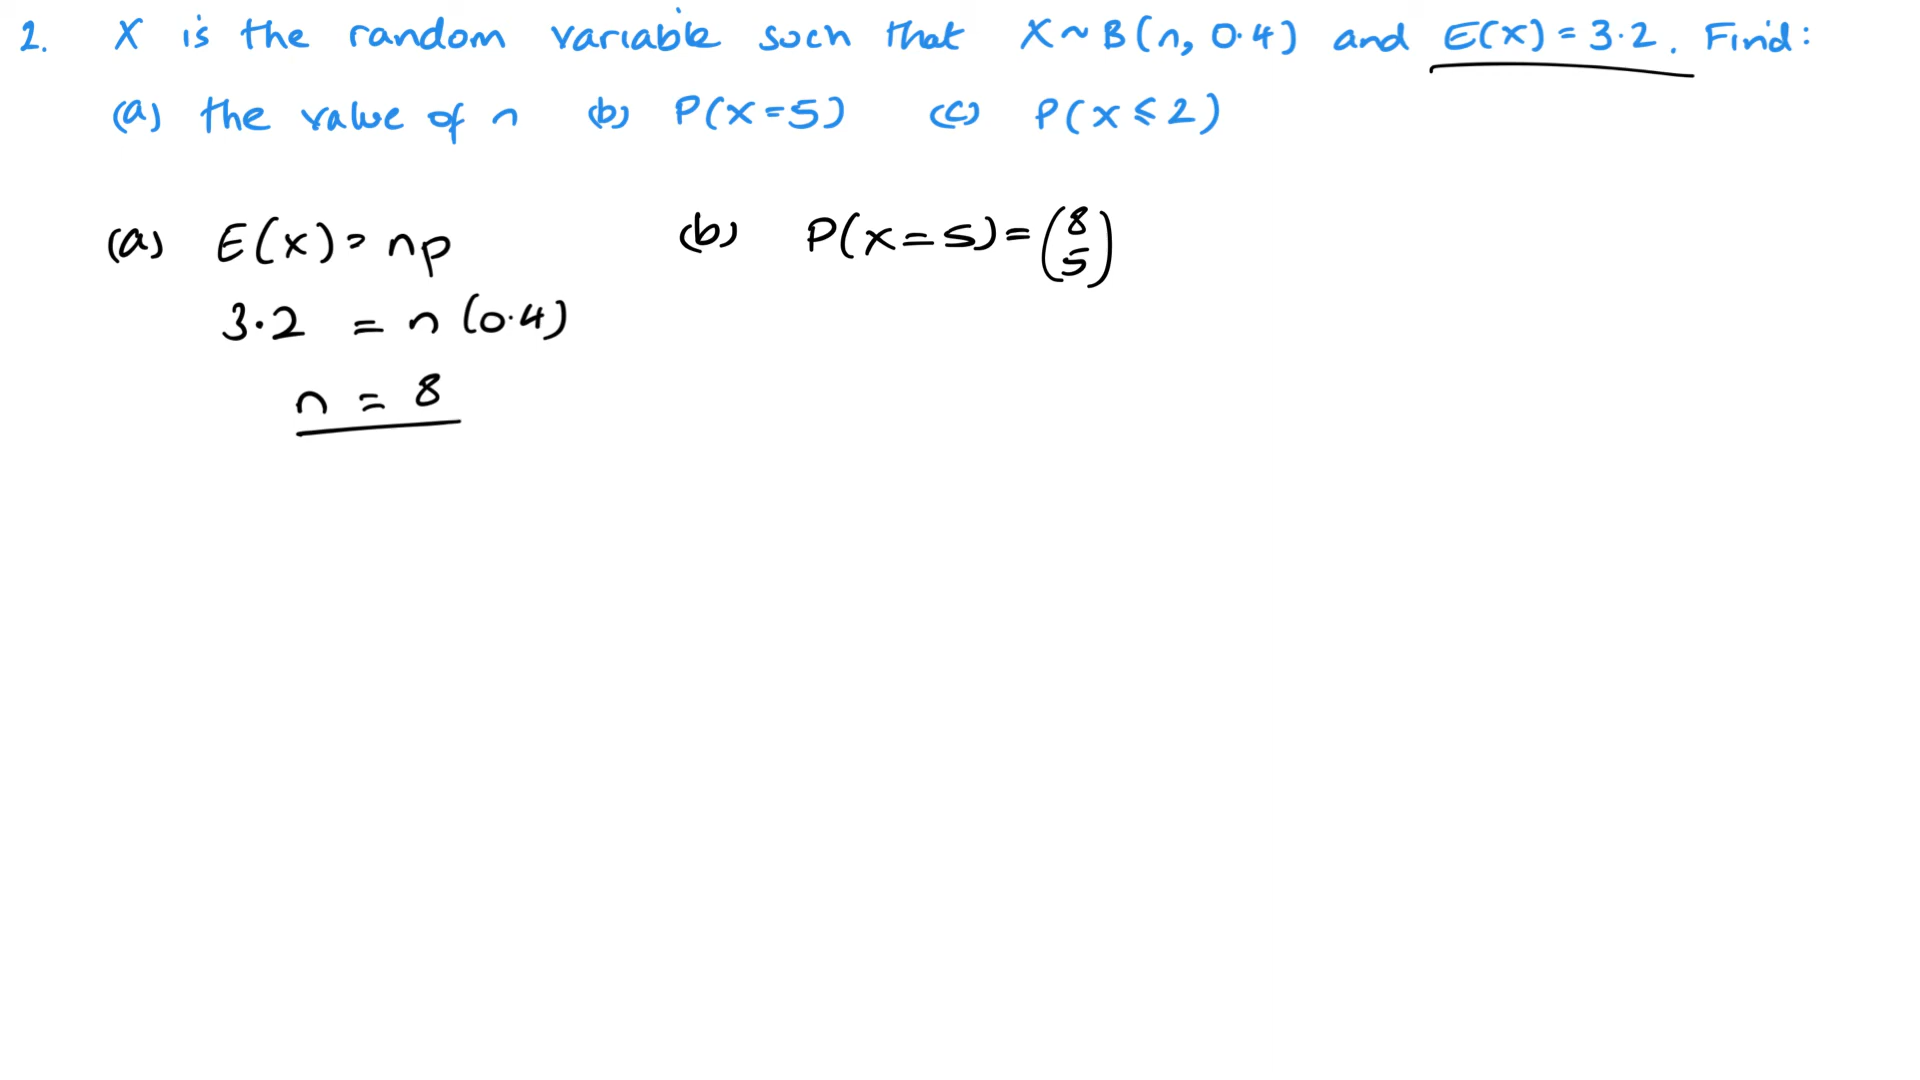 2. X is the random variable such that X ~ B(n, 0.4) and E(X) = 3.2. Find:
(a) the value of n (b) P(X = 5) (c) P(X ≤ 2)
(a) E(X) = np
3.2 = n(0.4)
n = 8
(b) P(X = 5) = (8 5)